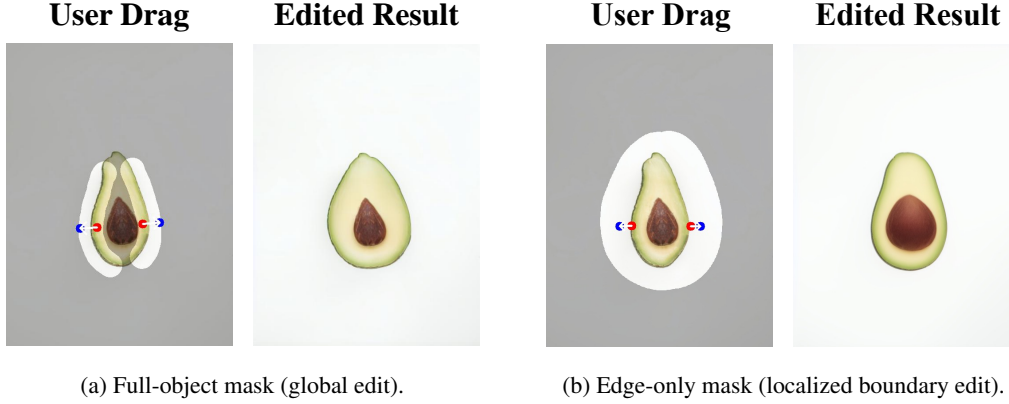 User Drag Edited Result User Drag Edited Result
(a) Full-object mask (global edit). (b) Edge-only mask (localized boundary edit).